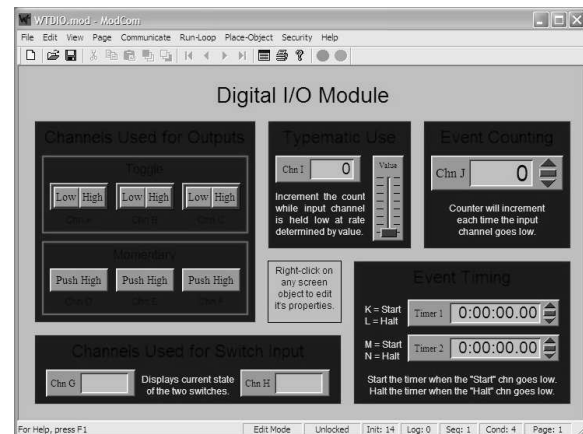 WTDIO.mod - ModCom
File Edit View Page Communicate Run-Loop Place-Object Security Help
Digital I/O Module
Channels Used for Outputs
Toggle
Low High Low High Low High
Momentary
Push High Push High Push High
Typematic Use
Chn I 0
Value
Increment the count
while input channel
is held low at rate
determined by value.
Event Counting
Chn J 0
Counter will increment
each time the input
channel goes low.
Right-click on
any screen
object to edit
it's properties.
Event Timing
K = Start
L = Halt
Timer 1 0:00:00.00
M = Start
N = Halt
Timer 2 0:00:00.00
Start the timer when the "Start" chn goes low.
Halt the timer when the "Halt" chn goes low.
Channels Used for Switch Input
Chn G
Displays current state
of the two switches.
Chn H
For Help, press F1 Edit Mode Unlocked Init: 14 Log: 0 Seq: 1 Cond: 4 Page: 1